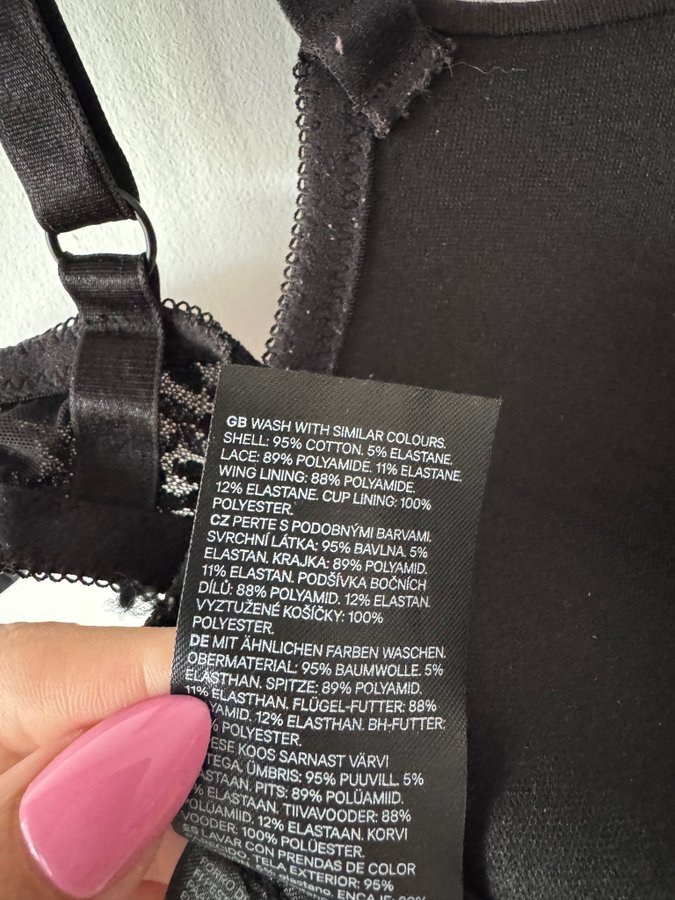 GB WASH WITH SIMILAR COLOURS.
SHELL: 95% COTTON. 5% ELASTANE.
LACE: 89% POLYAMIDE. 11% ELASTANE.
WING LINING: 88% POLYAMIDE.
12% ELASTANE. CUP LINING: 100%
POLYESTER.
CZ PERTE S PODOBNÝMI BARVAMI.
SVRCHNÍ LÁTKA: 95% BAVLNA. 5%
ELASTAN. KRAJKA: 89% POLYAMID.
11% ELASTAN. PODŠÍVKA BOČNÍCH
DÍLŮ: 88% POLYAMID. 12% ELASTAN.
VYZTUŽENÉ KOŠÍČKY: 100%
POLYESTER.
DE MIT ÄHNLICHEN FARBEN WASCHEN.
OBERMATERIAL: 95% BAUMWOLLE. 5%
ELASTHAN. SPITZE: 89% POLYAMID.
11% ELASTHAN. FLÜGEL-FUTTER: 88%
YAMID. 12% ELASTHAN. BH-FUTTER:
% POLYESTER.
ESE KOOS SARNAST VÄRVI
TEGA. ÜMBRIS: 95% PUUVILL. 5%
ASTAAN. PITS: 89% POLÜAMIID.
% ELASTAAN. TIIVAVOODER: 88%
POLÜAMIID. 12% ELASTAAN. KORVI
VOODER: 100% POLÜESTER.
ES LAVAR CON PRENDAS DE COLOR
TELA EXTERIOR: 95%
elastano. ENCAJE: